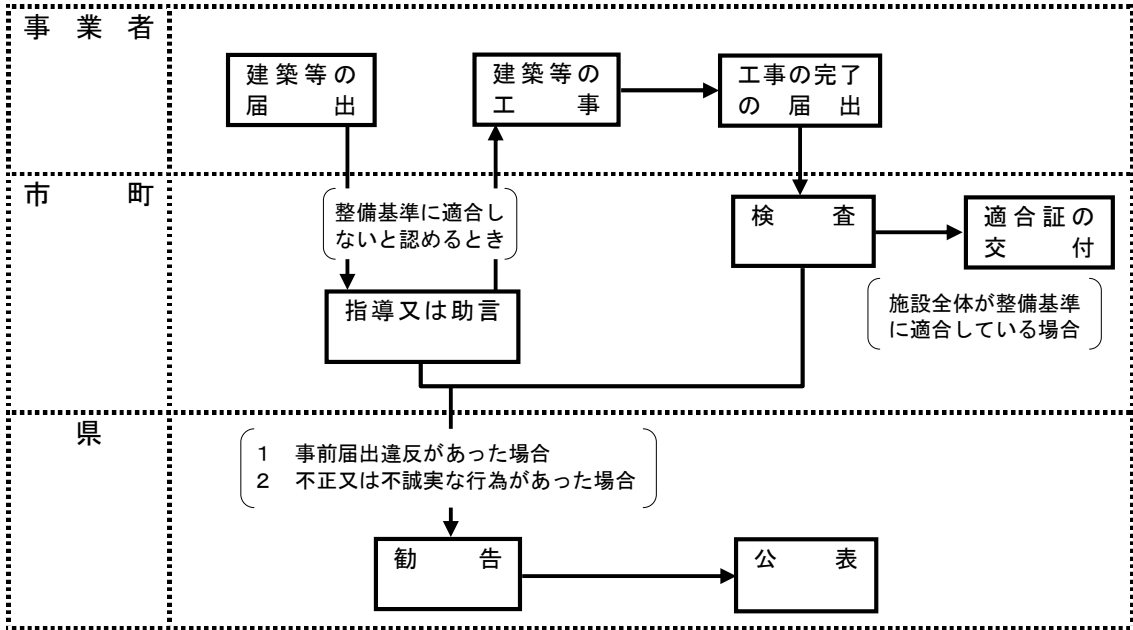 事業者
建築等の
届出
建築等の
工事
工事の完了
の届出
市町
整備基準に適合し
ないと認めるとき
検査
適合証の
交付
指導又は助言
施設全体が整備基準
に適合している場合
県
1 事前届出違反があった場合
2 不正又は不誠実な行為があった場合
勧告
公表